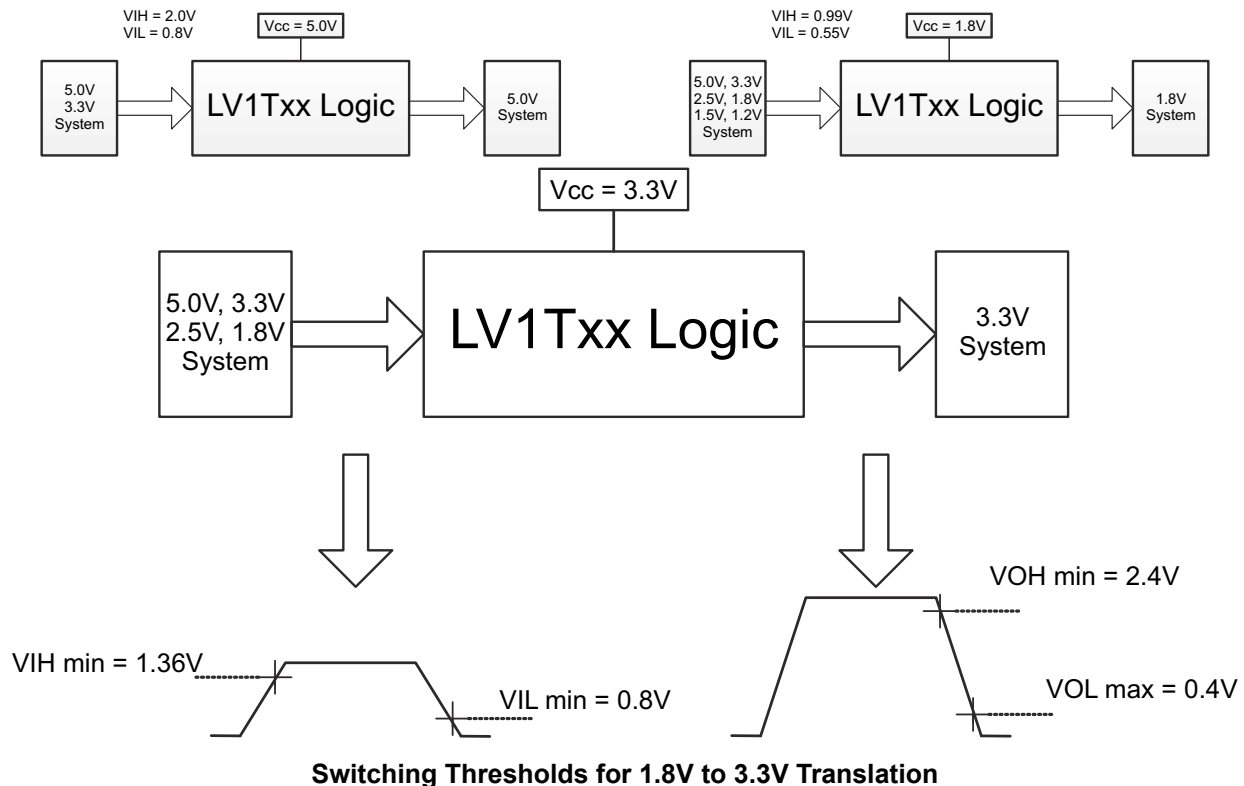 VIH = 2.0V
VIL = 0.8V
Vcc = 5.0V
5.0V
3.3V
System
LV1Txx Logic
5.0V
System
VIH = 0.99V
VIL = 0.55V
Vcc = 1.8V
5.0V, 3.3V
2.5V, 1.8V
1.5V, 1.2V
System
LV1Txx Logic
1.8V
System
Vcc = 3.3V
5.0V, 3.3V
2.5V, 1.8V
System
LV1Txx Logic
3.3V
System
VIH min = 1.36V
VIL min = 0.8V
VOH min = 2.4V
VOL max = 0.4V
Switching Thresholds for 1.8V to 3.3V Translation